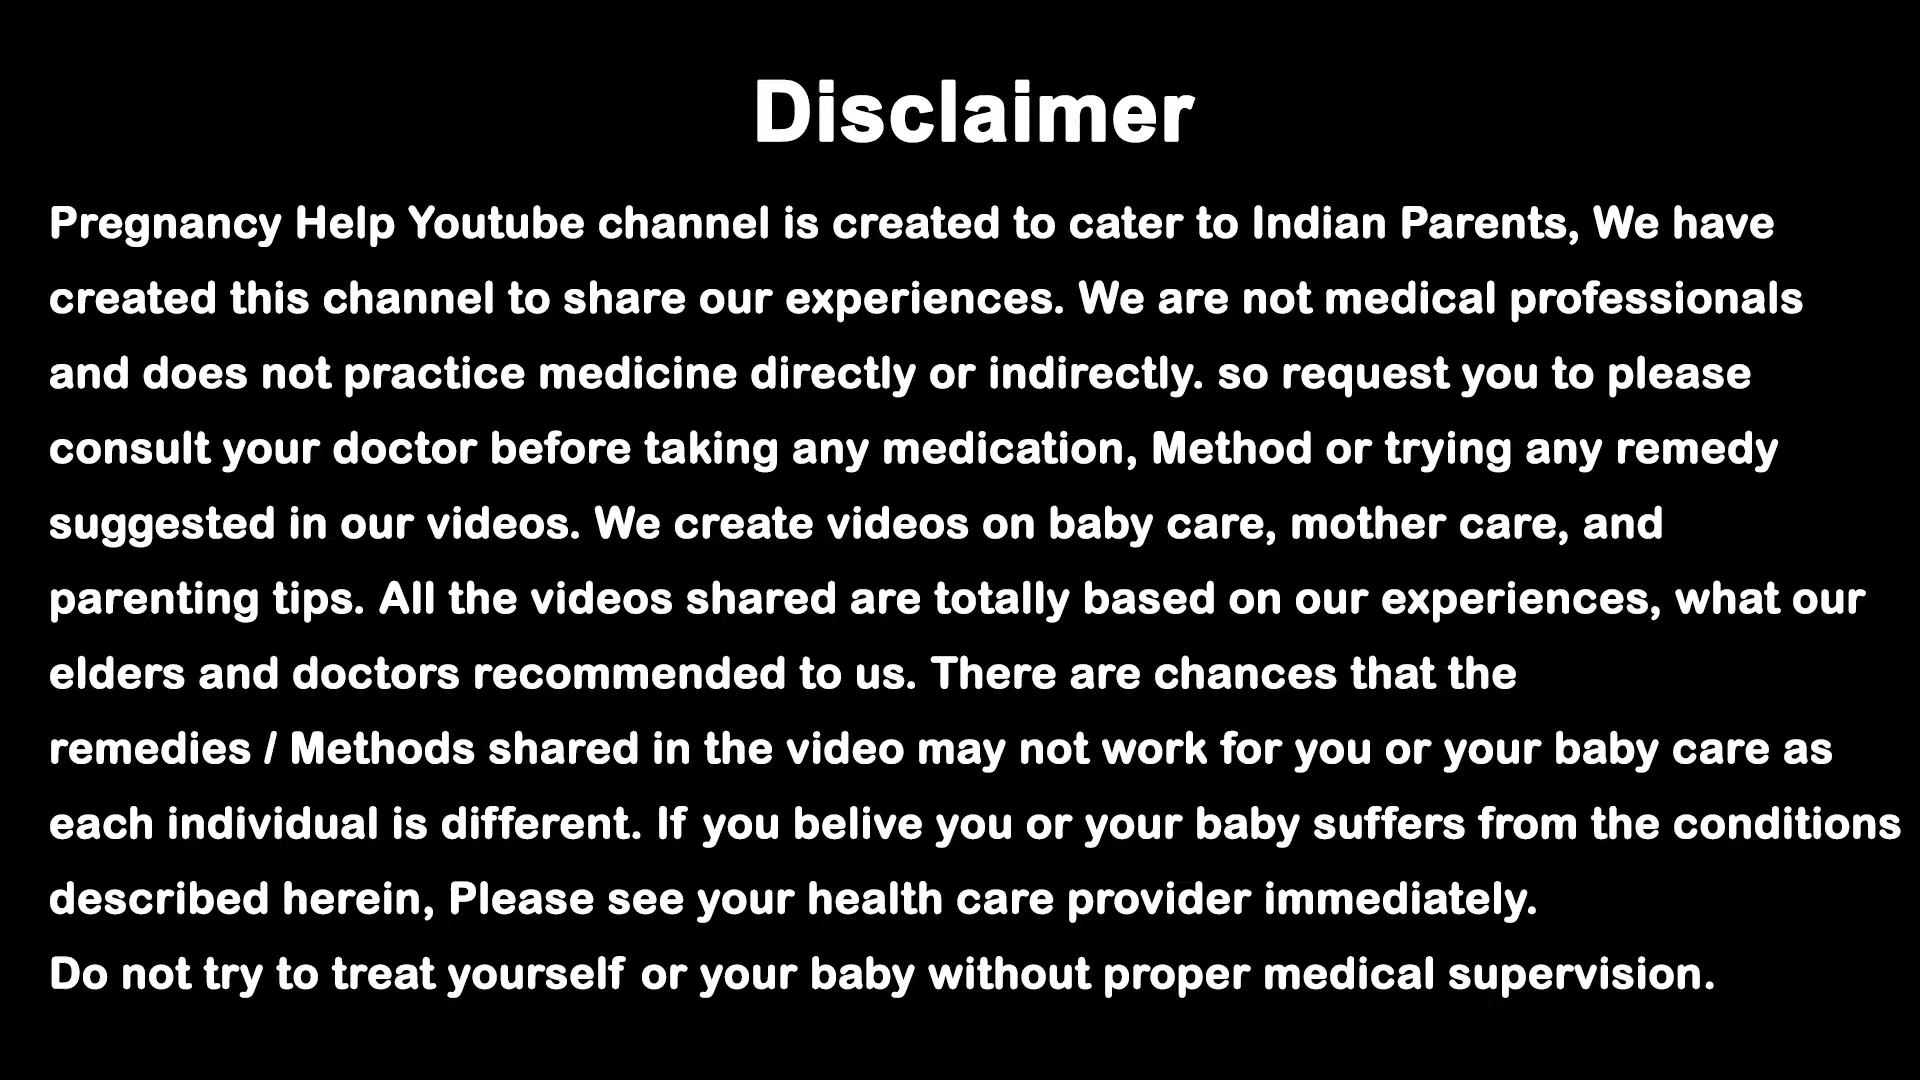 Disclaimer
Pregnancy Help Youtube channel is created to cater to Indian Parents, We have
created this channel to share our experiences. We are not medical professionals
and does not practice medicine directly or indirectly. so request you to please
consult your doctor before taking any medication, Method or trying any remedy
suggested in our videos. We create videos on baby care, mother care, and
parenting tips. All the videos shared are totally based on our experiences, what our
elders and doctors recommended to us. There are chances that the
remedies / Methods shared in the video may not work for you or your baby care as
each individual is different. If you belive you or your baby suffers from the conditions
described herein, Please see your health care provider immediately.
Do not try to treat yourself or your baby without proper medical supervision.